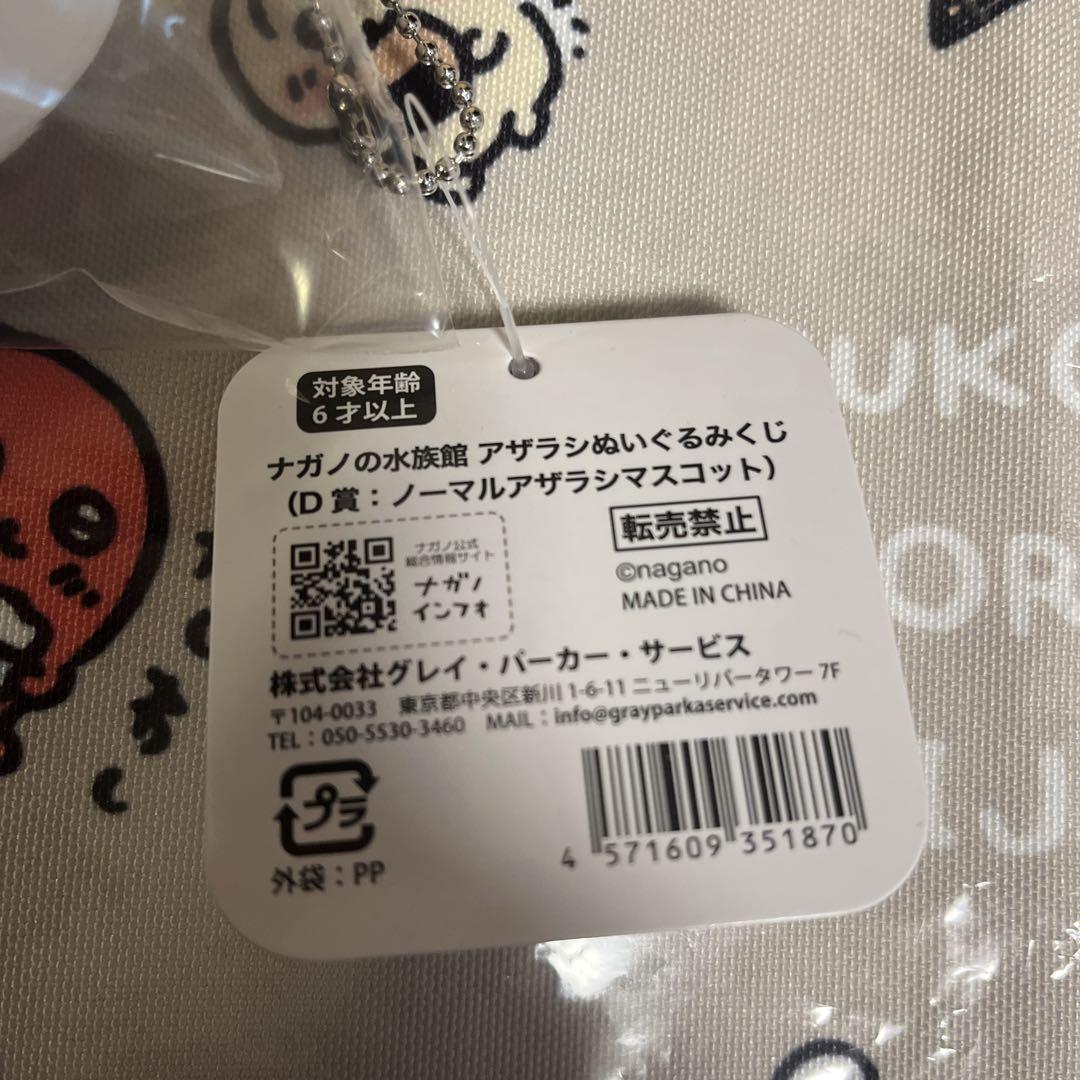 対象年齢
6才以上
ナガノの水族館 アザラシぬいぐるみくじ
（D賞：ノーマルアザラシマスコット）
転売禁止
ナガノ公式
総合情報サイト
ナガノ
インフォ
©nagano
MADE IN CHINA
株式会社グレイ・パーカー・サービス
〒104-0033 東京都中央区新川1-6-11 ニューリバータワー 7F
TEL：050-5530-3460 MAIL：info@grayparkaservice.com
プラ
外袋：PP
4 571609 351870